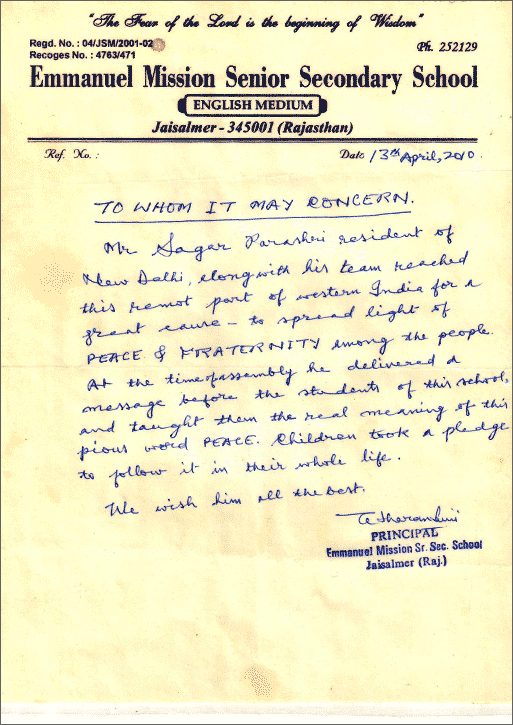 "The Fear of the Lord is the beginning of Wisdom"
Regd. No. : 04/JSM/2001-02
Recoges No. : 4763/471
Ph. 252129
Emmanuel Mission Senior Secondary School
ENGLISH MEDIUM
Jaisalmer - 345001 (Rajasthan)
Ref. No. :
Date 13th April, 2010.
TO WHOM IT MAY CONCERN.
Mr Sagar resident of
New Delhi, along with his team reached
this remot part of western India for a
great cause - to spread light of
PEACE & FRATERNITY among the people.
At the time of assembly he delivered a
message before the students of this school,
and taught them the real meaning of this
pious word PEACE. Children took a pledge
to follow it in their whole life.
We wish him all the best.
PRINCIPAL
Emmanuel Mission Sr. Sec. School
Jaisalmer (Raj.)